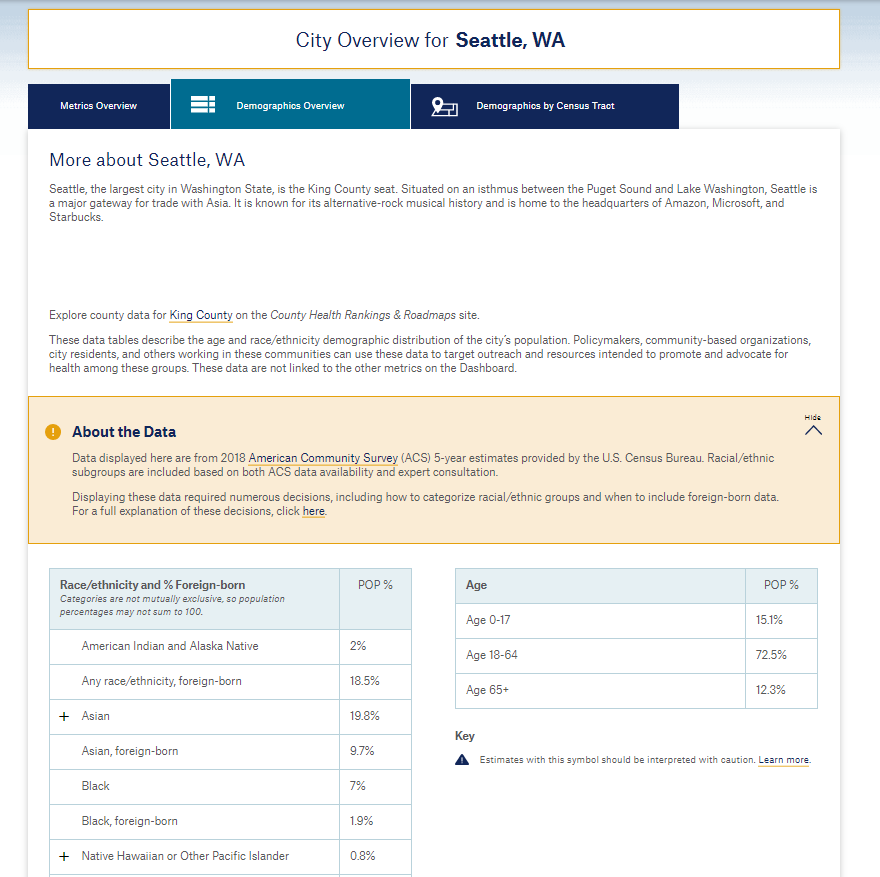 City Overview for Seattle, WA
Metrics Overview
Demographics Overview
Demographics by Census Tract
More about Seattle, WA
Seattle, the largest city in Washington State, is the King County seat. Situated on an isthmus between the Puget Sound and Lake Washington, Seattle is
a major gateway for trade with Asia. It is known for its alternative-rock musical history and is home to the headquarters of Amazon, Microsoft, and
Starbucks.
Explore county data for King County on the County Health Rankings & Roadmaps site.
These data tables describe the age and race/ethnicity demographic distribution of the city's population. Policymakers, community-based organizations,
city residents, and others working in these communities can use these data to target outreach and resources intended to promote and advocate for
health among these groups. These data are not linked to the other metrics on the Dashboard.
Hide
! About the Data
Data displayed here are from 2018 American Community Survey (ACS) 5-year estimates provided by the U.S. Census Bureau. Racial/ethnic
subgroups are included based on both ACS data availability and expert consultation.
Displaying these data required numerous decisions, including how to categorize racial/ethnic groups and when to include foreign-born data.
For a full explanation of these decisions, click here.
Race/ethnicity and % Foreign-born POP %
Categories are not mutually exclusive, so population
percentages may not sum to 100.
American Indian and Alaska Native 2%
Any race/ethnicity, foreign-born 18.5%
+ Asian 19.8%
Asian, foreign-born 9.7%
Black 7%
Black, foreign-born 1.9%
+ Native Hawaiian or Other Pacific Islander 0.8%
Age POP %
Age 0-17 15.1%
Age 18-64 72.5%
Age 65+ 12.3%
Key
Estimates with this symbol should be interpreted with caution. Learn more.